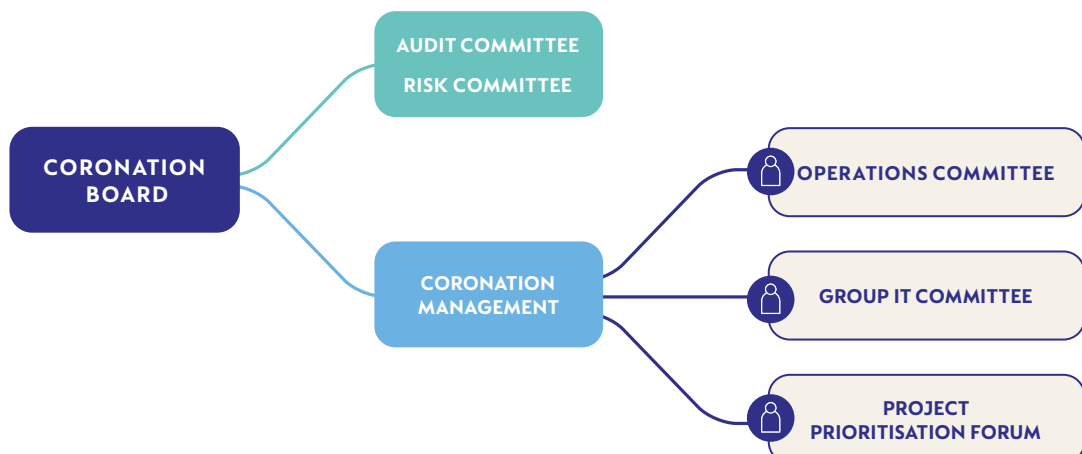 AUDIT COMMITTEE
RISK COMMITTEE
CORONATION
BOARD
OPERATIONS COMMITTEE
CORONATION
MANAGEMENT
GROUP IT COMMITTEE
PROJECT
PRIORITISATION FORUM